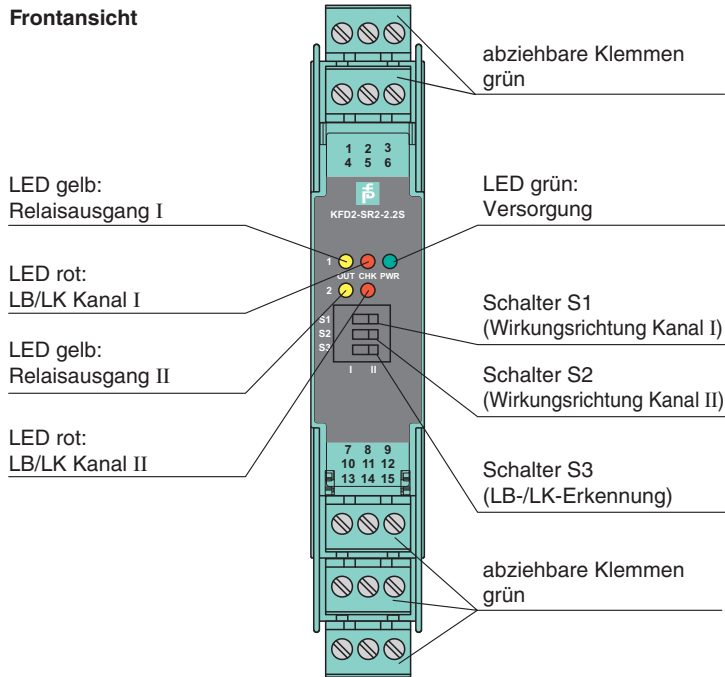 Frontansicht
abziehbare Klemmen
grün
1 2 3
4 5 6
LED gelb:
Relaisausgang I
LED grün:
Versorgung
KFD2-SR2-2.2S
1
OUT CHK PWR
2
LED rot:
LB/LK Kanal I
S1
S2
S3
I II
Schalter S1
(Wirkungsrichtung Kanal I)
LED gelb:
Relaisausgang II
Schalter S2
(Wirkungsrichtung Kanal II)
LED rot:
LB/LK Kanal II
7 8 9
10 11 12
13 14 15
Schalter S3
(LB-/LK-Erkennung)
abziehbare Klemmen
grün